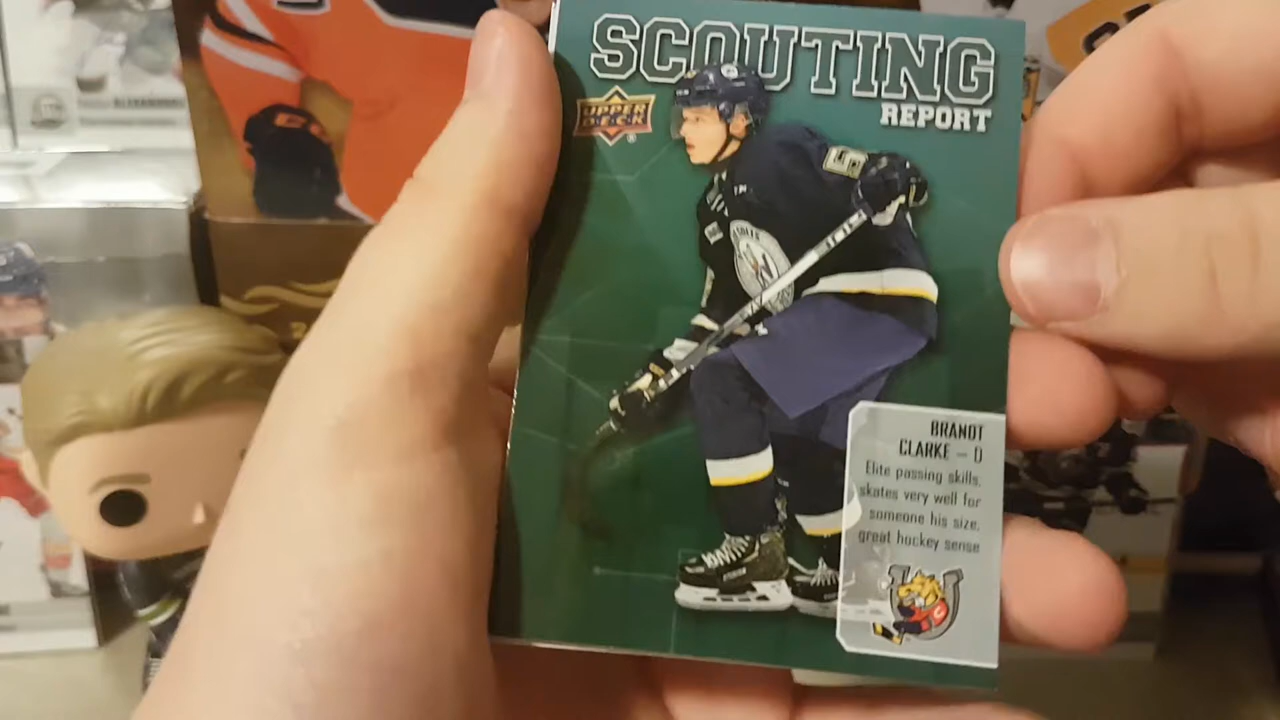 SCOUTING
REPORT
UPPER
DECK
5
BRANDT
CLARKE – D
Elite passing skills,
skates very well for
someone his size,
great hockey sense